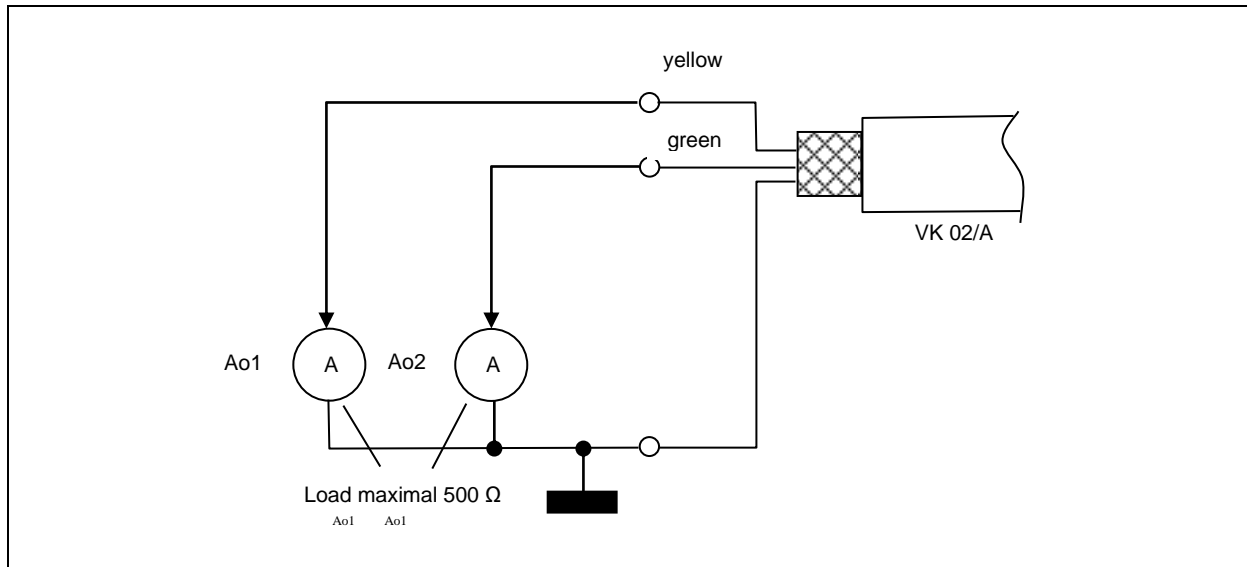 yellow
green
VK 02/A
Ao1 A Ao2 A
Load maximal 500 Ω
Ao1 Ao1